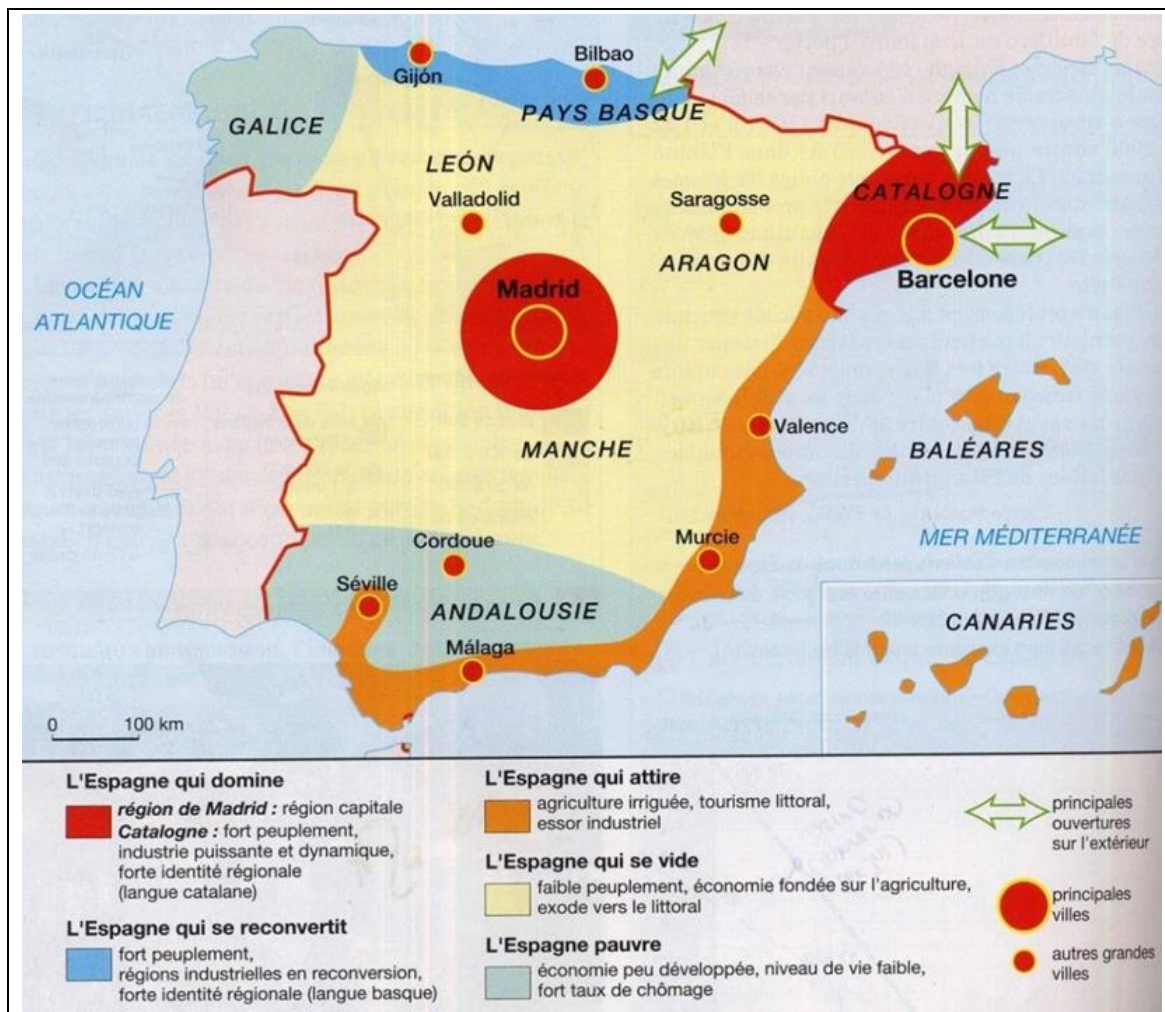 Gijón
Bilbao
PAYS BASQUE
GALICE
LEÓN
Valladolid
Saragosse
CATALOGNE
ARAGON
Barcelone
Madrid
OCÉAN
ATLANTIQUE
MANCHE
Valence
BALÉARES
MER MÉDITERRANÉE
Murcie
Cordoue
Séville
ANDALOUSIE
Málaga
CANARIES
0 100 km
L'Espagne qui domine
région de Madrid : région capitale
Catalogne : fort peuplement,
industrie puissante et dynamique,
forte identité régionale
(langue catalane)
L'Espagne qui se reconvertit
fort peuplement,
régions industrielles en reconversion,
forte identité régionale (langue basque)
L'Espagne qui attire
agriculture irriguée, tourisme littoral,
essor industriel
L'Espagne qui se vide
faible peuplement, économie fondée sur l'agriculture,
exode vers le littoral
L'Espagne pauvre
économie peu développée, niveau de vie faible,
fort taux de chômage
principales
ouvertures
sur l'extérieur
principales
villes
autres grandes
villes